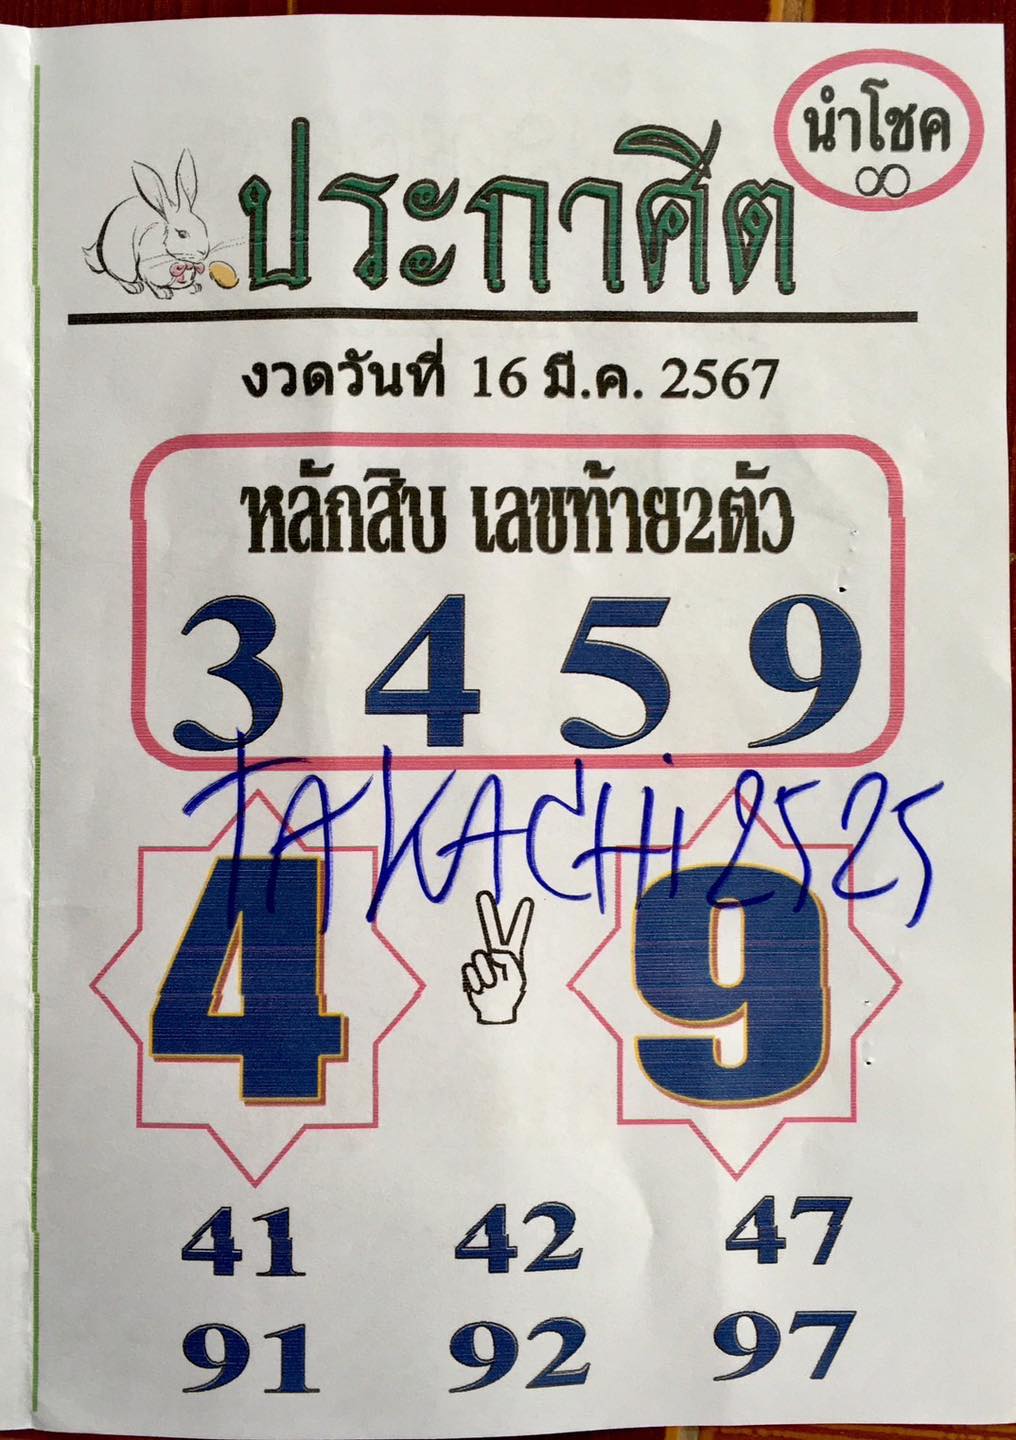 นำโชค
ประกาศีต
งวดวันที่ 16 มี.ค. 2567
หลักสิบ เลขท้าย2ตัว
3 4 5 9
TAKACHi2525
4 9
41 42 47
91 92 97